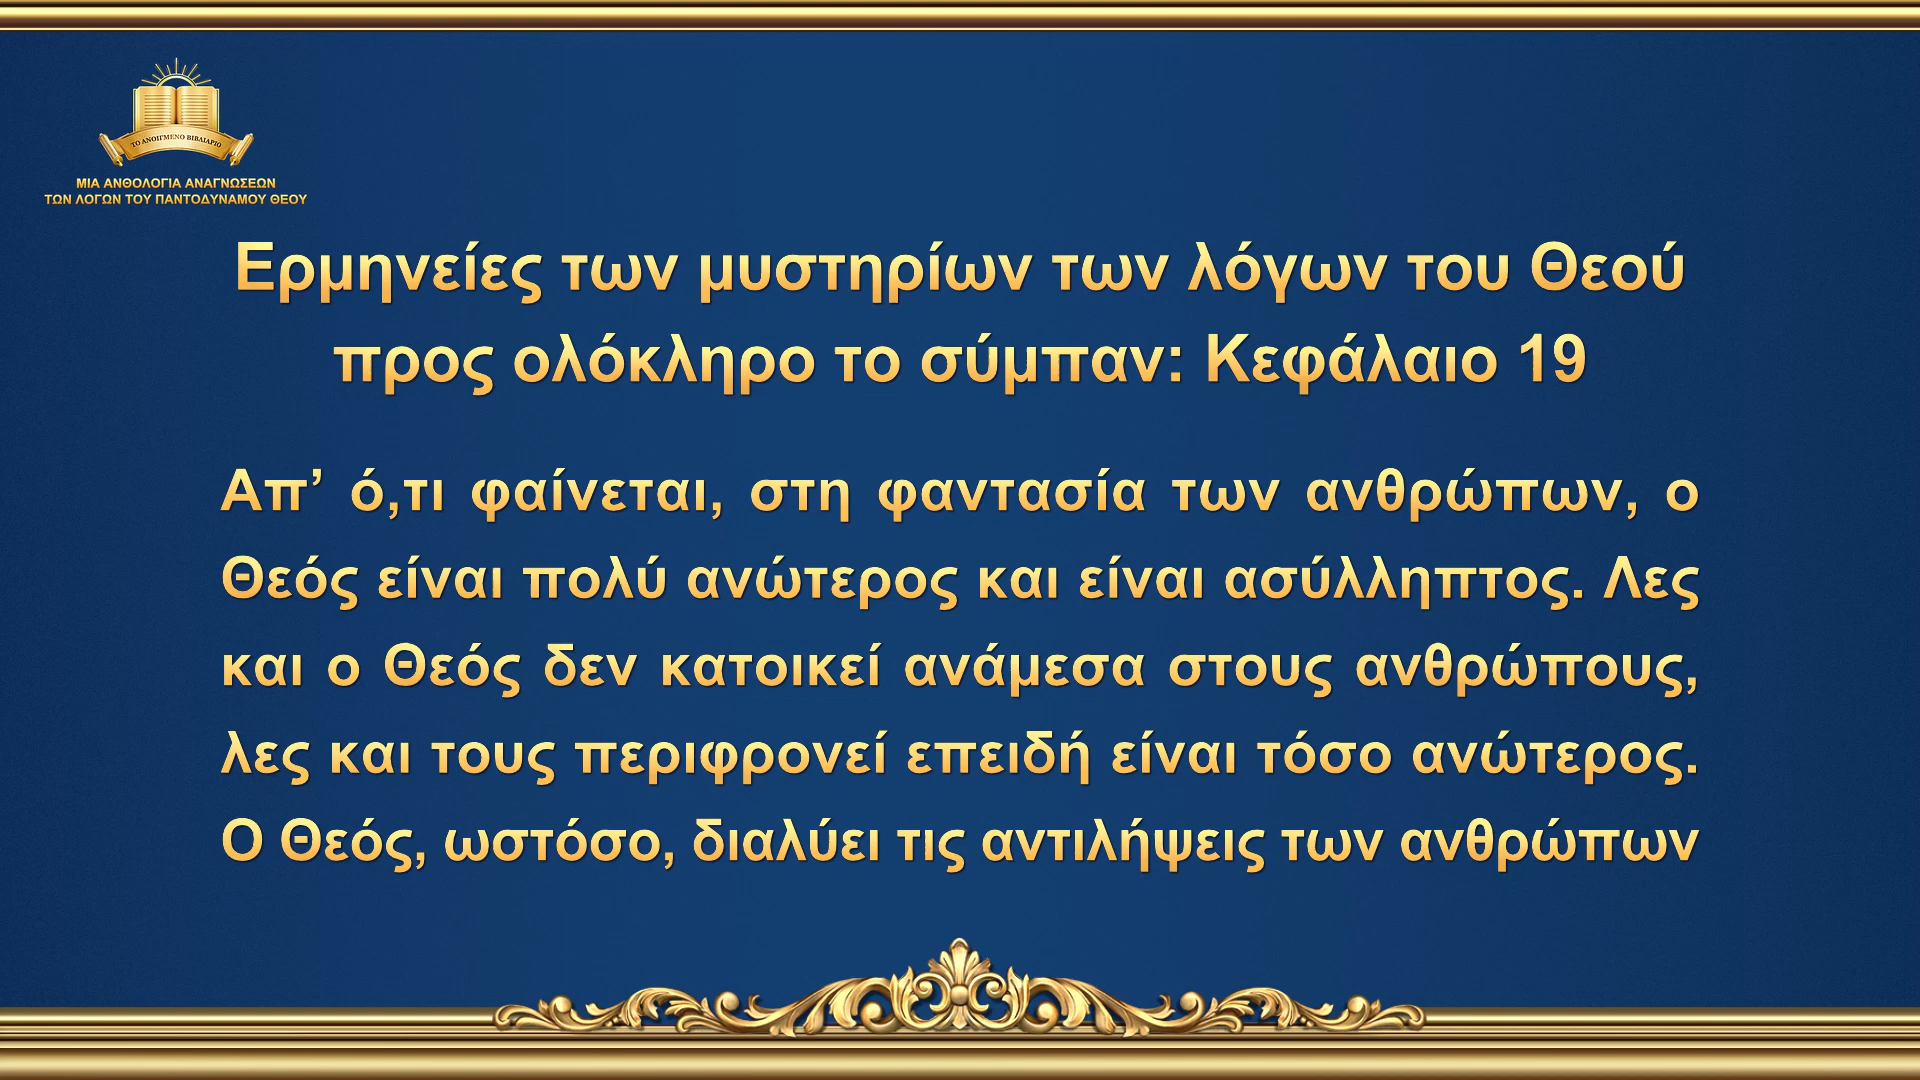 ΤΟ ΑΝΟΙΓΜΕΝΟ ΒΙΒΛΙΑΡΙΟ
ΜΙΑ ΑΝΘΟΛΟΓΙΑ ΑΝΑΓΝΩΣΕΩΝ
ΤΩΝ ΛΟΓΩΝ ΤΟΥ ΠΑΝΤΟΔΥΝΑΜΟΥ ΘΕΟΥ
Ερμηνείες των μυστηρίων των λόγων του Θεού
προς ολόκληρο το σύμπαν: Κεφάλαιο 19
Απ’ ό,τι φαίνεται, στη φαντασία των ανθρώπων, ο
Θεός είναι πολύ ανώτερος και είναι ασύλληπτος. Λες
και ο Θεός δεν κατοικεί ανάμεσα στους ανθρώπους,
λες και τους περιφρονεί επειδή είναι τόσο ανώτερος.
Ο Θεός, ωστόσο, διαλύει τις αντιλήψεις των ανθρώπων